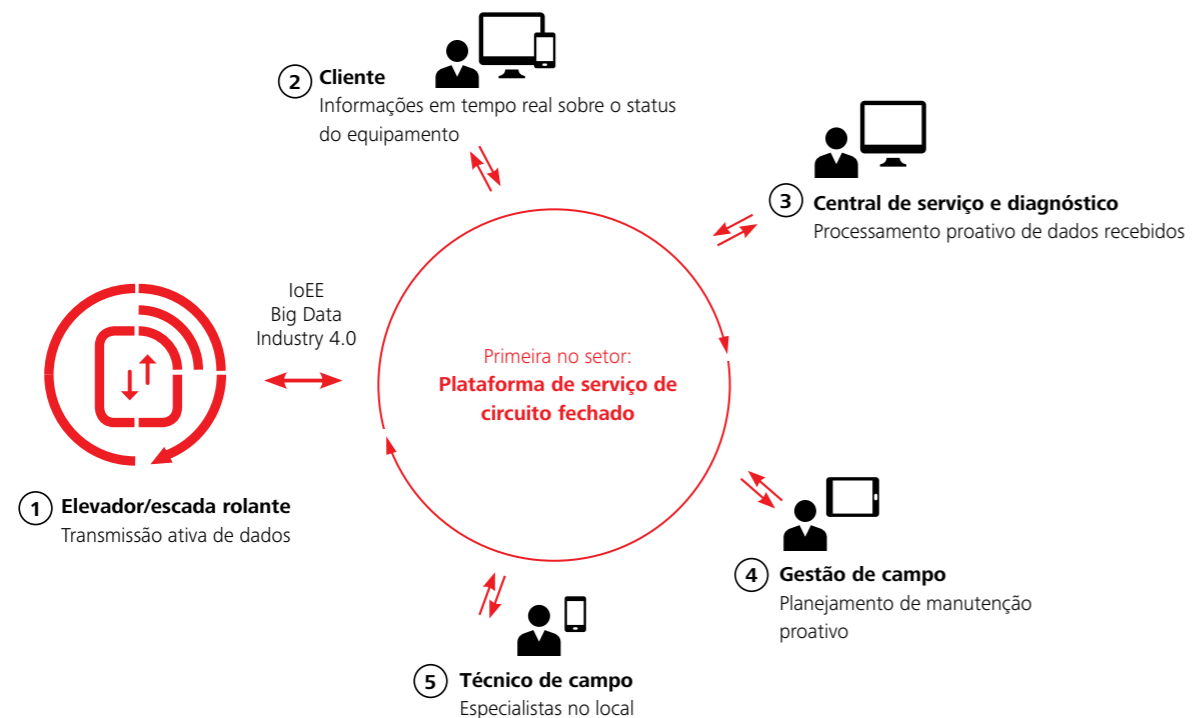 2 Cliente
Informações em tempo real sobre o status
do equipamento
3 Central de serviço e diagnóstico
Processamento proativo de dados recebidos
IoEE
Big Data
Industry 4.0
Primeira no setor:
Plataforma de serviço de
circuito fechado
1 Elevador/escada rolante
Transmissão ativa de dados
4 Gestão de campo
Planejamento de manutenção
proativo
5 Técnico de campo
Especialistas no local